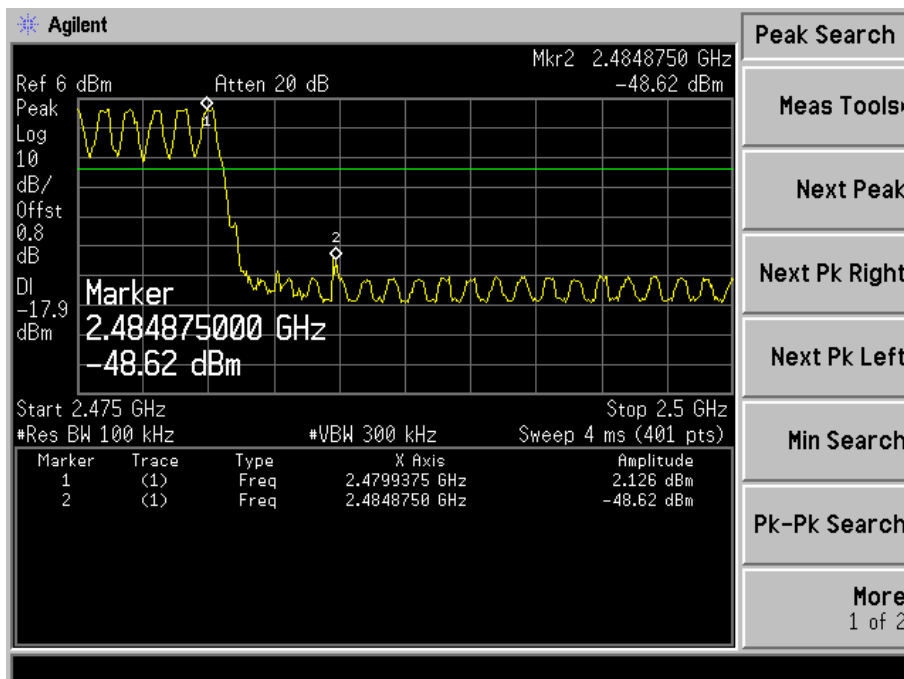 Agilent
Peak Search
Mkr2 2.4848750 GHz
Ref 6 dBm Atten 20 dB -48.62 dBm
Peak
Log
10
dB/
Offst
0.8
dB
DI
-17.9
dBm
1
2
Marker
2.484875000 GHz
-48.62 dBm
Start 2.475 GHz Stop 2.5 GHz
#Res BW 100 kHz #VBW 300 kHz Sweep 4 ms (401 pts)
Marker Trace Type X Axis Amplitude
1 (1) Freq 2.4799375 GHz 2.126 dBm
2 (1) Freq 2.4848750 GHz -48.62 dBm
Meas Tools
Next Peak
Next Pk Right
Next Pk Left
Min Search
Pk-Pk Search
More
1 of 2